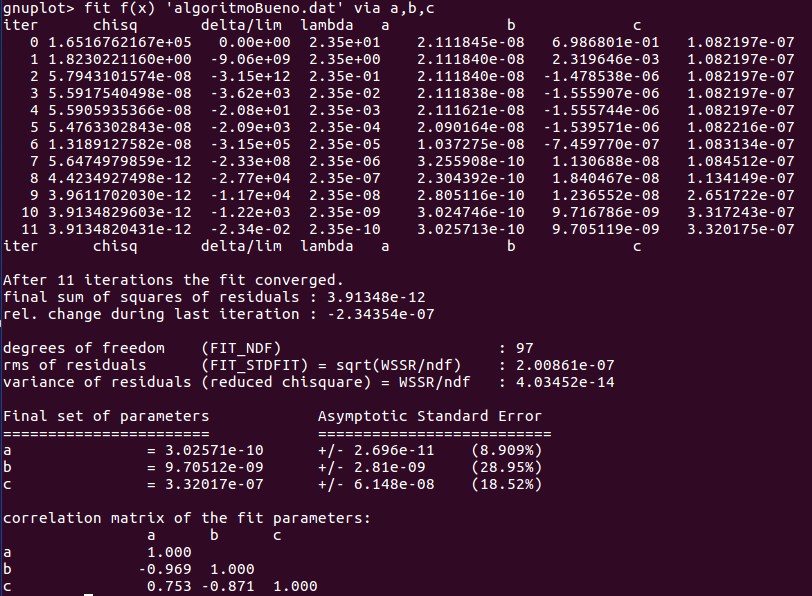 gnuplot> fit f(x) 'algoritmoBueno.dat' via a,b,c
iter chisq delta/lim lambda a b c
0 1.6516762167e+05 0.00e+00 2.35e+01 2.111845e-08 6.986801e-01 1.082197e-07
1 1.8230221160e+00 -9.06e+09 2.35e+00 2.111840e-08 2.319646e-03 1.082197e-07
2 5.7943101574e-08 -3.15e+12 2.35e-01 2.111840e-08 -1.478538e-06 1.082197e-07
3 5.5917540498e-08 -3.62e+03 2.35e-02 2.111838e-08 -1.555907e-06 1.082197e-07
4 5.5905935366e-08 -2.08e+01 2.35e-03 2.111621e-08 -1.555744e-06 1.082197e-07
5 5.4763302843e-08 -2.09e+03 2.35e-04 2.090164e-08 -1.539571e-06 1.082216e-07
6 1.3189127582e-08 -3.15e+05 2.35e-05 1.037275e-08 -7.459770e-07 1.083134e-07
7 5.6474979859e-12 -2.33e+08 2.35e-06 3.255908e-10 1.130688e-08 1.084512e-07
8 4.4234927498e-12 -2.77e+04 2.35e-07 2.304392e-10 1.840467e-08 1.134149e-07
9 3.9611702030e-12 -1.17e+04 2.35e-08 2.805116e-10 1.236552e-08 2.651722e-07
10 3.9134829603e-12 -1.22e+03 2.35e-09 3.024746e-10 9.716786e-09 3.317243e-07
11 3.9134820431e-12 -2.34e-02 2.35e-10 3.025713e-10 9.705119e-09 3.320175e-07
iter chisq delta/lim lambda a b c
After 11 iterations the fit converged.
final sum of squares of residuals : 3.91348e-12
rel. change during last iteration : -2.34354e-07
degrees of freedom (FIT_NDF) : 97
rms of residuals (FIT_STDFIT) = sqrt(WSSR/ndf) : 2.00861e-07
variance of residuals (reduced chisquare) = WSSR/ndf : 4.03452e-14
Final set of parameters Asymptotic Standard Error
======================= ==========================
a = 3.02571e-10 +/- 2.696e-11 (8.909%)
b = 9.70512e-09 +/- 2.81e-09 (28.95%)
c = 3.32017e-07 +/- 6.148e-08 (18.52%)
correlation matrix of the fit parameters:
a b c
a 1.000
b -0.969 1.000
c 0.753 -0.871 1.000